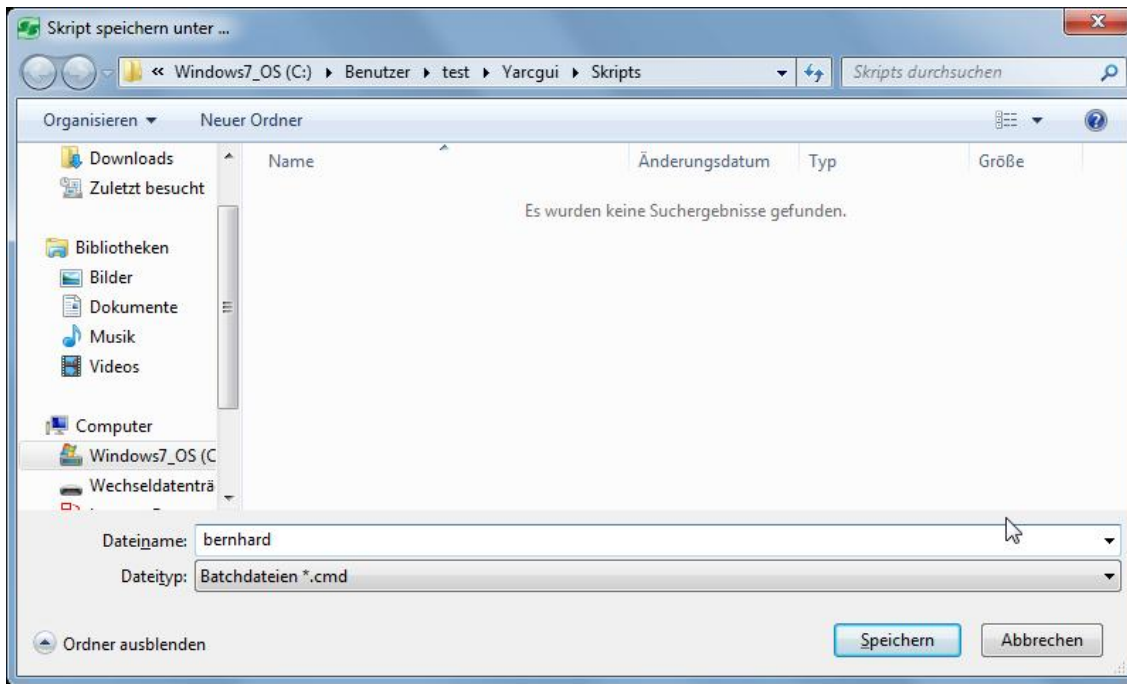 Skript speichern unter ...
« Windows7_OS (C:) ▸ Benutzer ▸ test ▸ Yarcgui ▸ Skripts
Skripts durchsuchen
Organisieren
Neuer Ordner
Downloads
Zuletzt besucht
Bibliotheken
Bilder
Dokumente
Musik
Videos
Computer
Windows7_OS (C
Wechseldatenträ
Name
Änderungsdatum
Typ
Größe
Es wurden keine Suchergebnisse gefunden.
Dateiname: bernhard
Dateityp: Batchdateien *.cmd
Ordner ausblenden
Speichern
Abbrechen